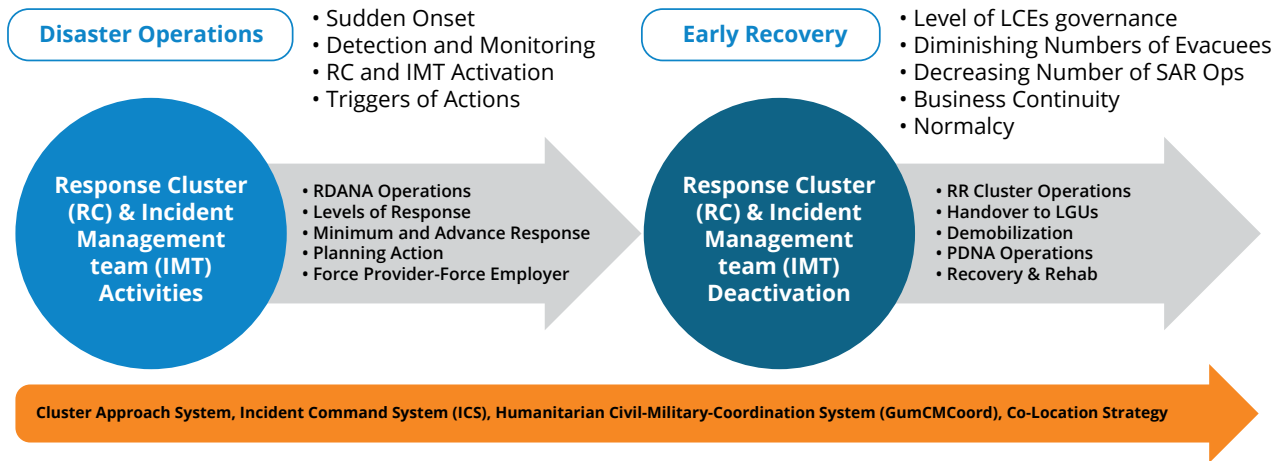 Disaster Operations
• Sudden Onset
• Detection and Monitoring
• RC and IMT Activation
• Triggers of Actions
Response Cluster
(RC) & Incident
Management
team (IMT)
Activities
• RDANA Operations
• Levels of Response
• Minimum and Advance Response
• Planning Action
• Force Provider-Force Employer
Early Recovery
• Level of LCEs governance
• Diminishing Numbers of Evacuees
• Decreasing Number of SAR Ops
• Business Continuity
• Normalcy
Response Cluster
(RC) & Incident
Management
team (IMT)
Deactivation
• RR Cluster Operations
• Handover to LGUs
• Demobilization
• PDNA Operations
• Recovery & Rehab
Cluster Approach System, Incident Command System (ICS), Humanitarian Civil-Military-Coordination System (GumCMCoord), Co-Location Strategy